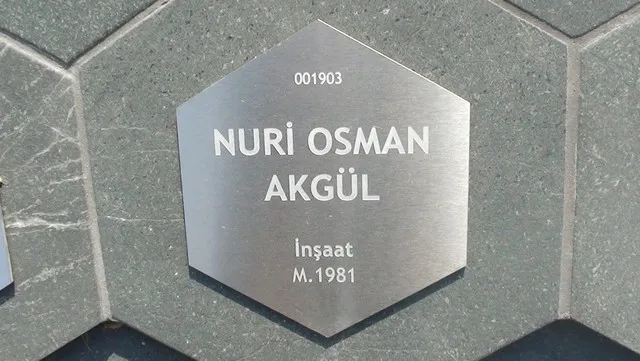 001903
NURİ OSMAN
AKGÜL
İnşaat
M.1981